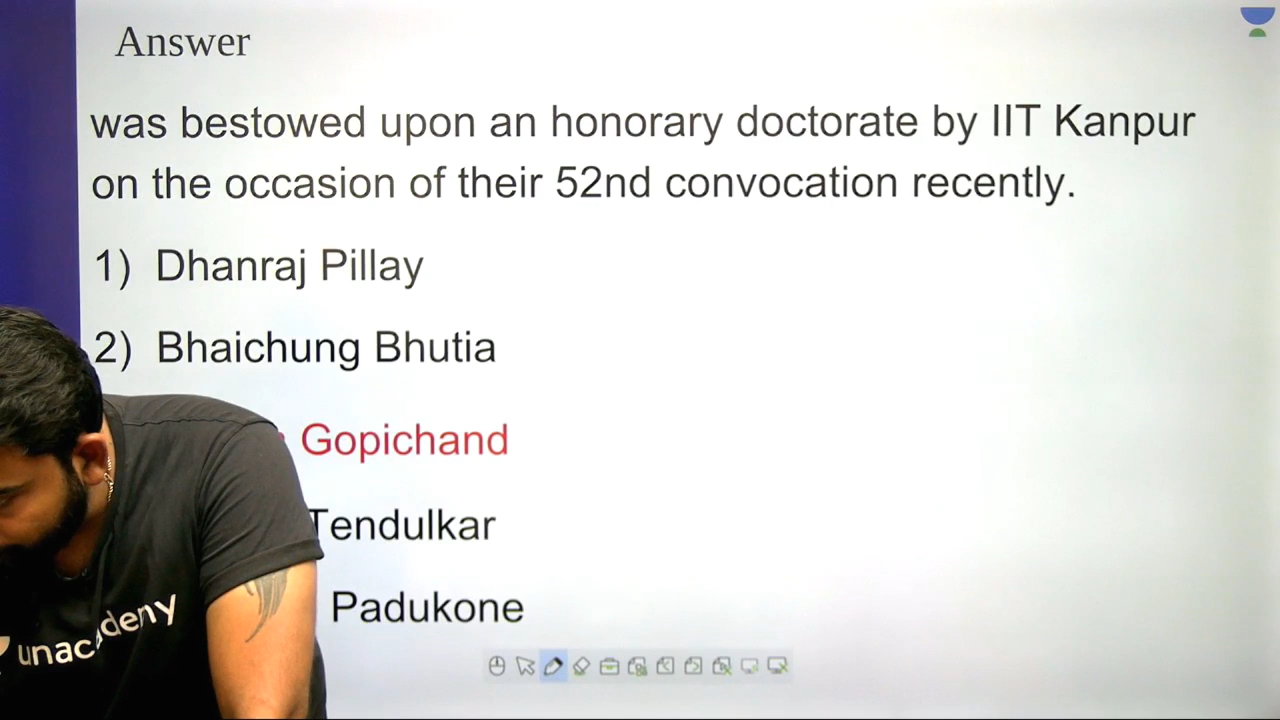 Answer
was bestowed upon an honorary doctorate by IIT Kanpur
on the occasion of their 52nd convocation recently.
1) Dhanraj Pillay
2) Bhaichung Bhutia
Gopichand
Tendulkar
Padukone
unacademy